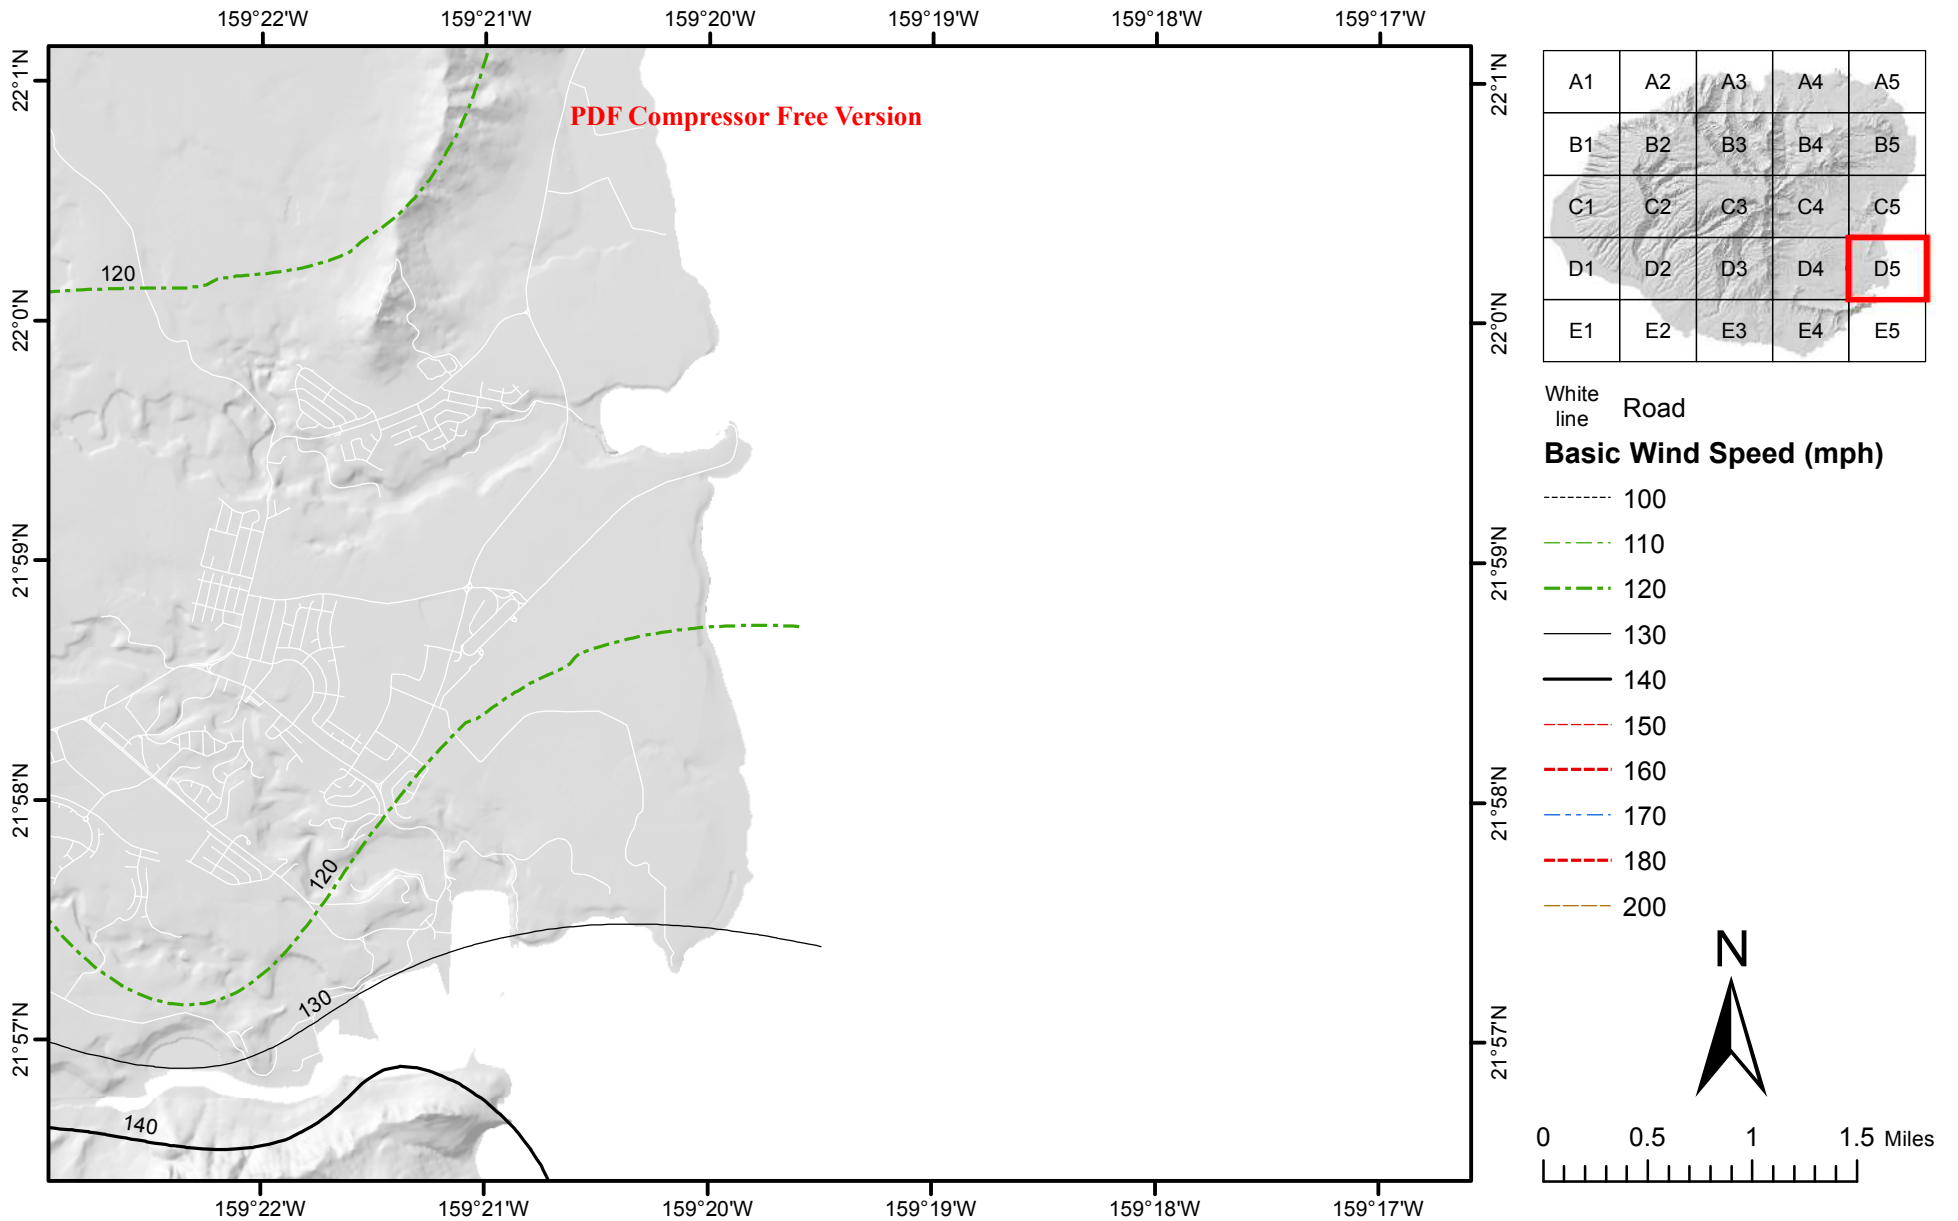 159°22'W 159°21'W 159°20'W 159°19'W 159°18'W 159°17'W
22°1'N
22°0'N
21°59'N
21°58'N
21°57'N
PDF Compressor Free Version
120
120
130
140
22°1'N
22°0'N
21°59'N
21°58'N
21°57'N
159°22'W 159°21'W 159°20'W 159°19'W 159°18'W 159°17'W
A1 A2 A3 A4 A5
B1 B2 B3 B4 B5
C1 C2 C3 C4 C5
D1 D2 D3 D4 D5
E1 E2 E3 E4 E5
White
line
Road
Basic Wind Speed (mph)
100
110
120
130
140
150
160
170
180
200
N
0 0.5 1 1.5 Miles